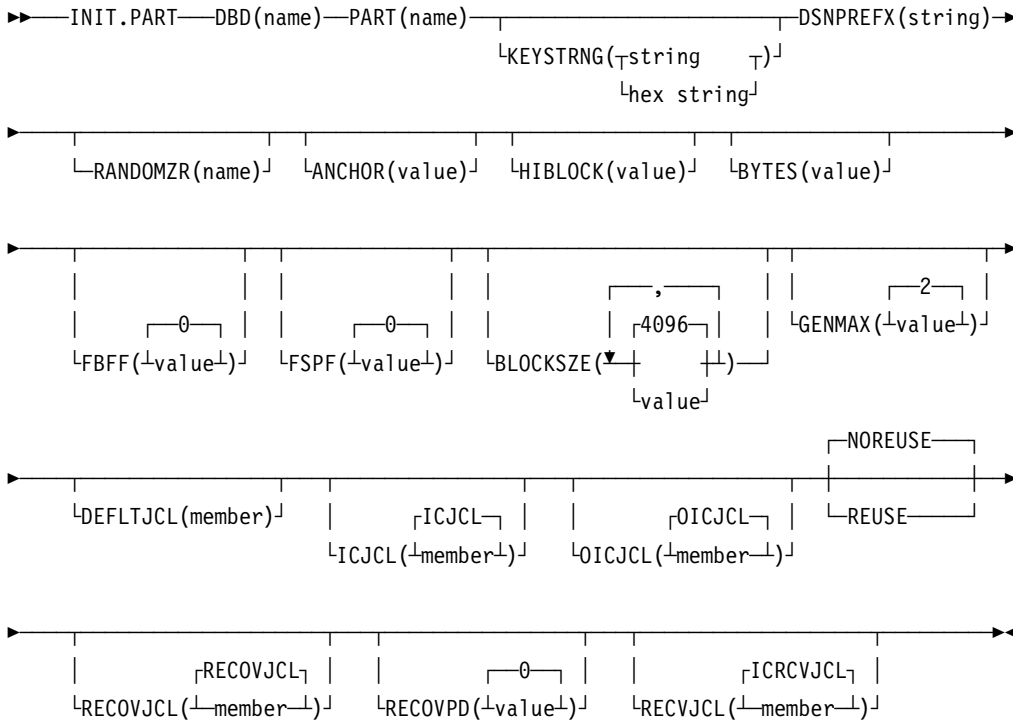 INIT.PART DBD(name) PART(name) DSNPREFX(string)
KEYSTRNG( string )
hex string
RANDOMZR(name) ANCHOR(value) HIBLOCK(value) BYTES(value)
, 2
0 0 4096 GENMAX( value )
FBFF( value ) FSPF( value ) BLOCKSZE( )
value
NOREUSE
DEFLTJCL(member) ICJCL OICJCL REUSE
ICJCL( member ) OICJCL( member )
RECOVJCL 0 ICRCVJCL
RECOVJCL( member ) RECOVPD( value ) RECVJCL( member )